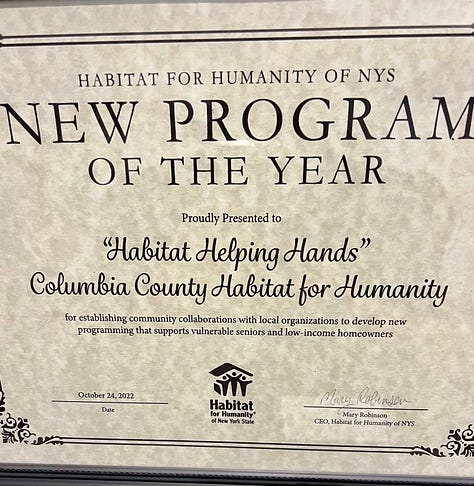 HABITAT FOR HUMANITY OF NYS
NEW PROGRAM
OF THE YEAR
Proudly Presented to
“Habitat Helping Hands”
Columbia County Habitat for Humanity
for establishing community collaborations with local organizations to develop new
programming that supports vulnerable seniors and low-income homeowners
October 24, 2022
Date
Habitat
for Humanity®
of New York State
Mary Robinson
Mary Robinson
CEO, Habitat for Humanity of NYS